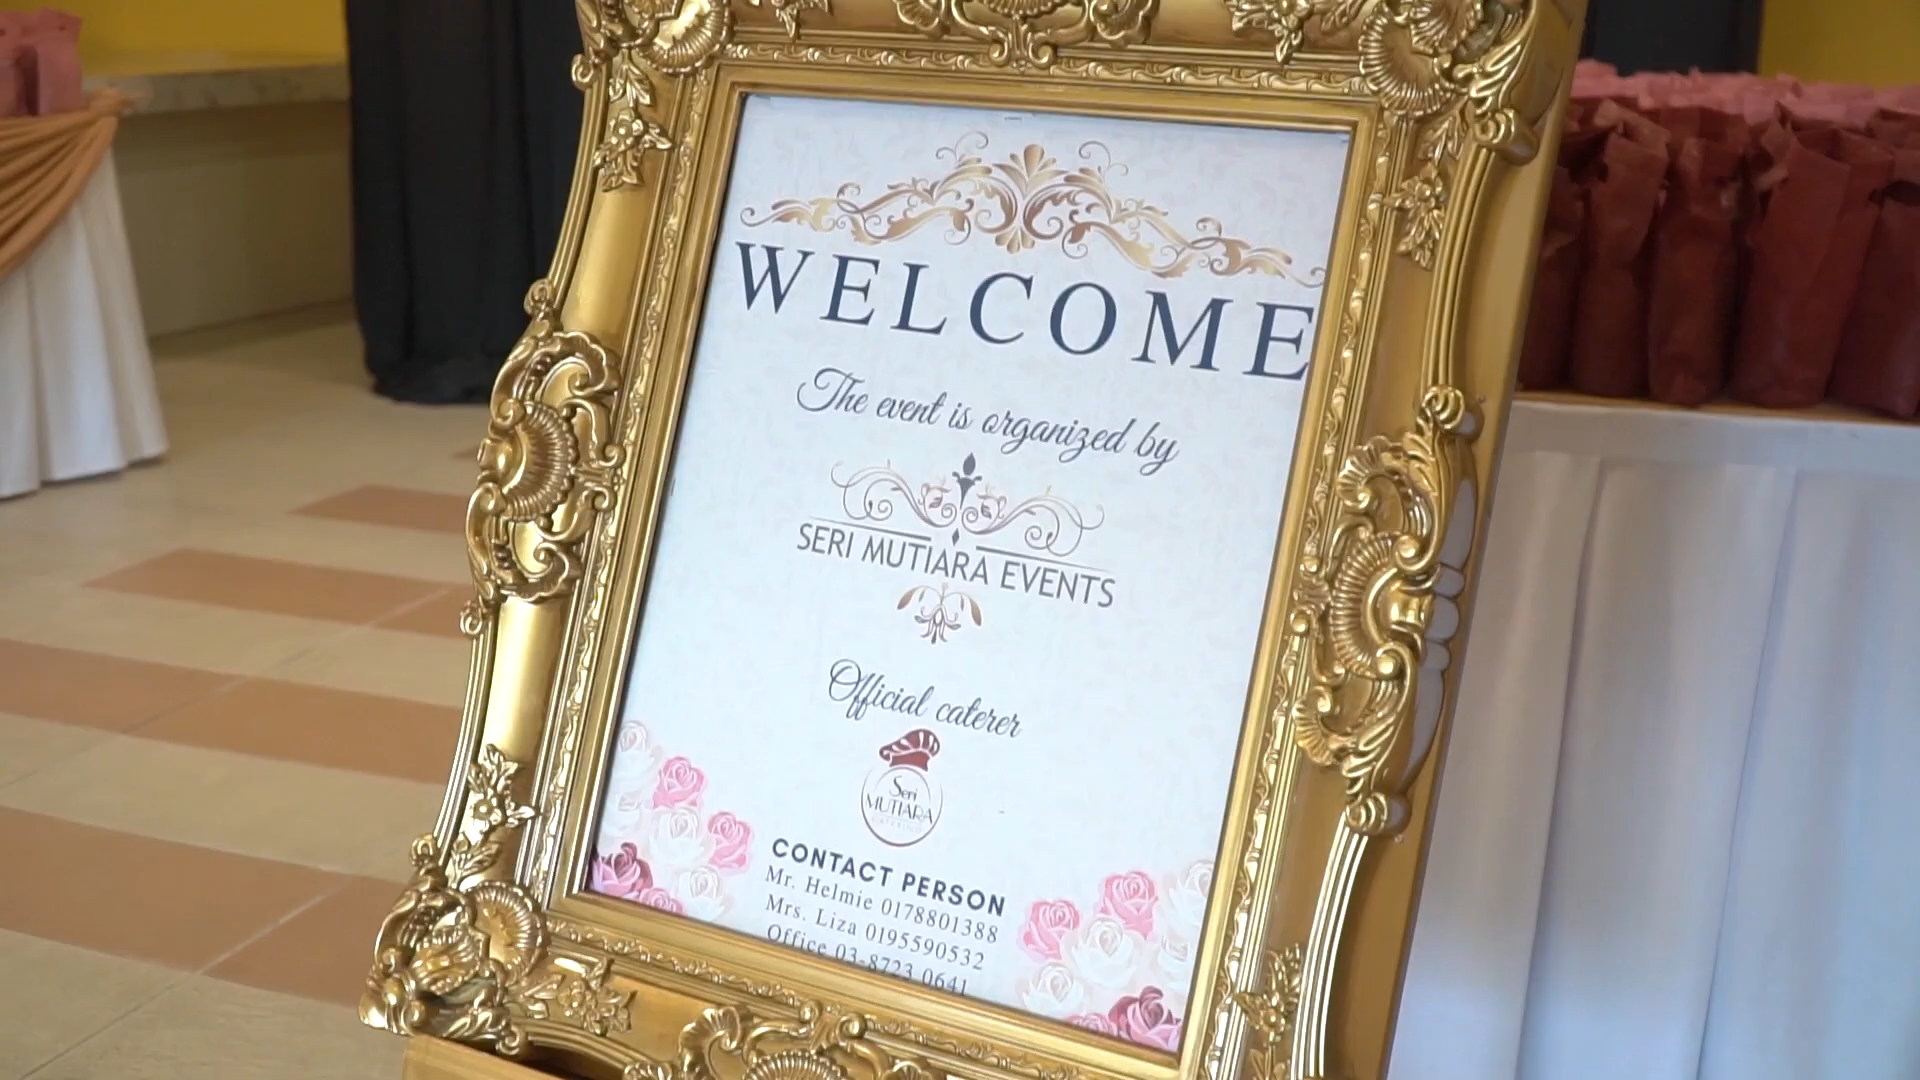 WELCOME
The event is organized by
SERI MUTIARA EVENTS
Official caterer
Seri
MUTIARA
CATERING
CONTACT PERSON
Mr. Helmie 0178801388
Mrs. Liza 0195590532
Office 03-8723 0641